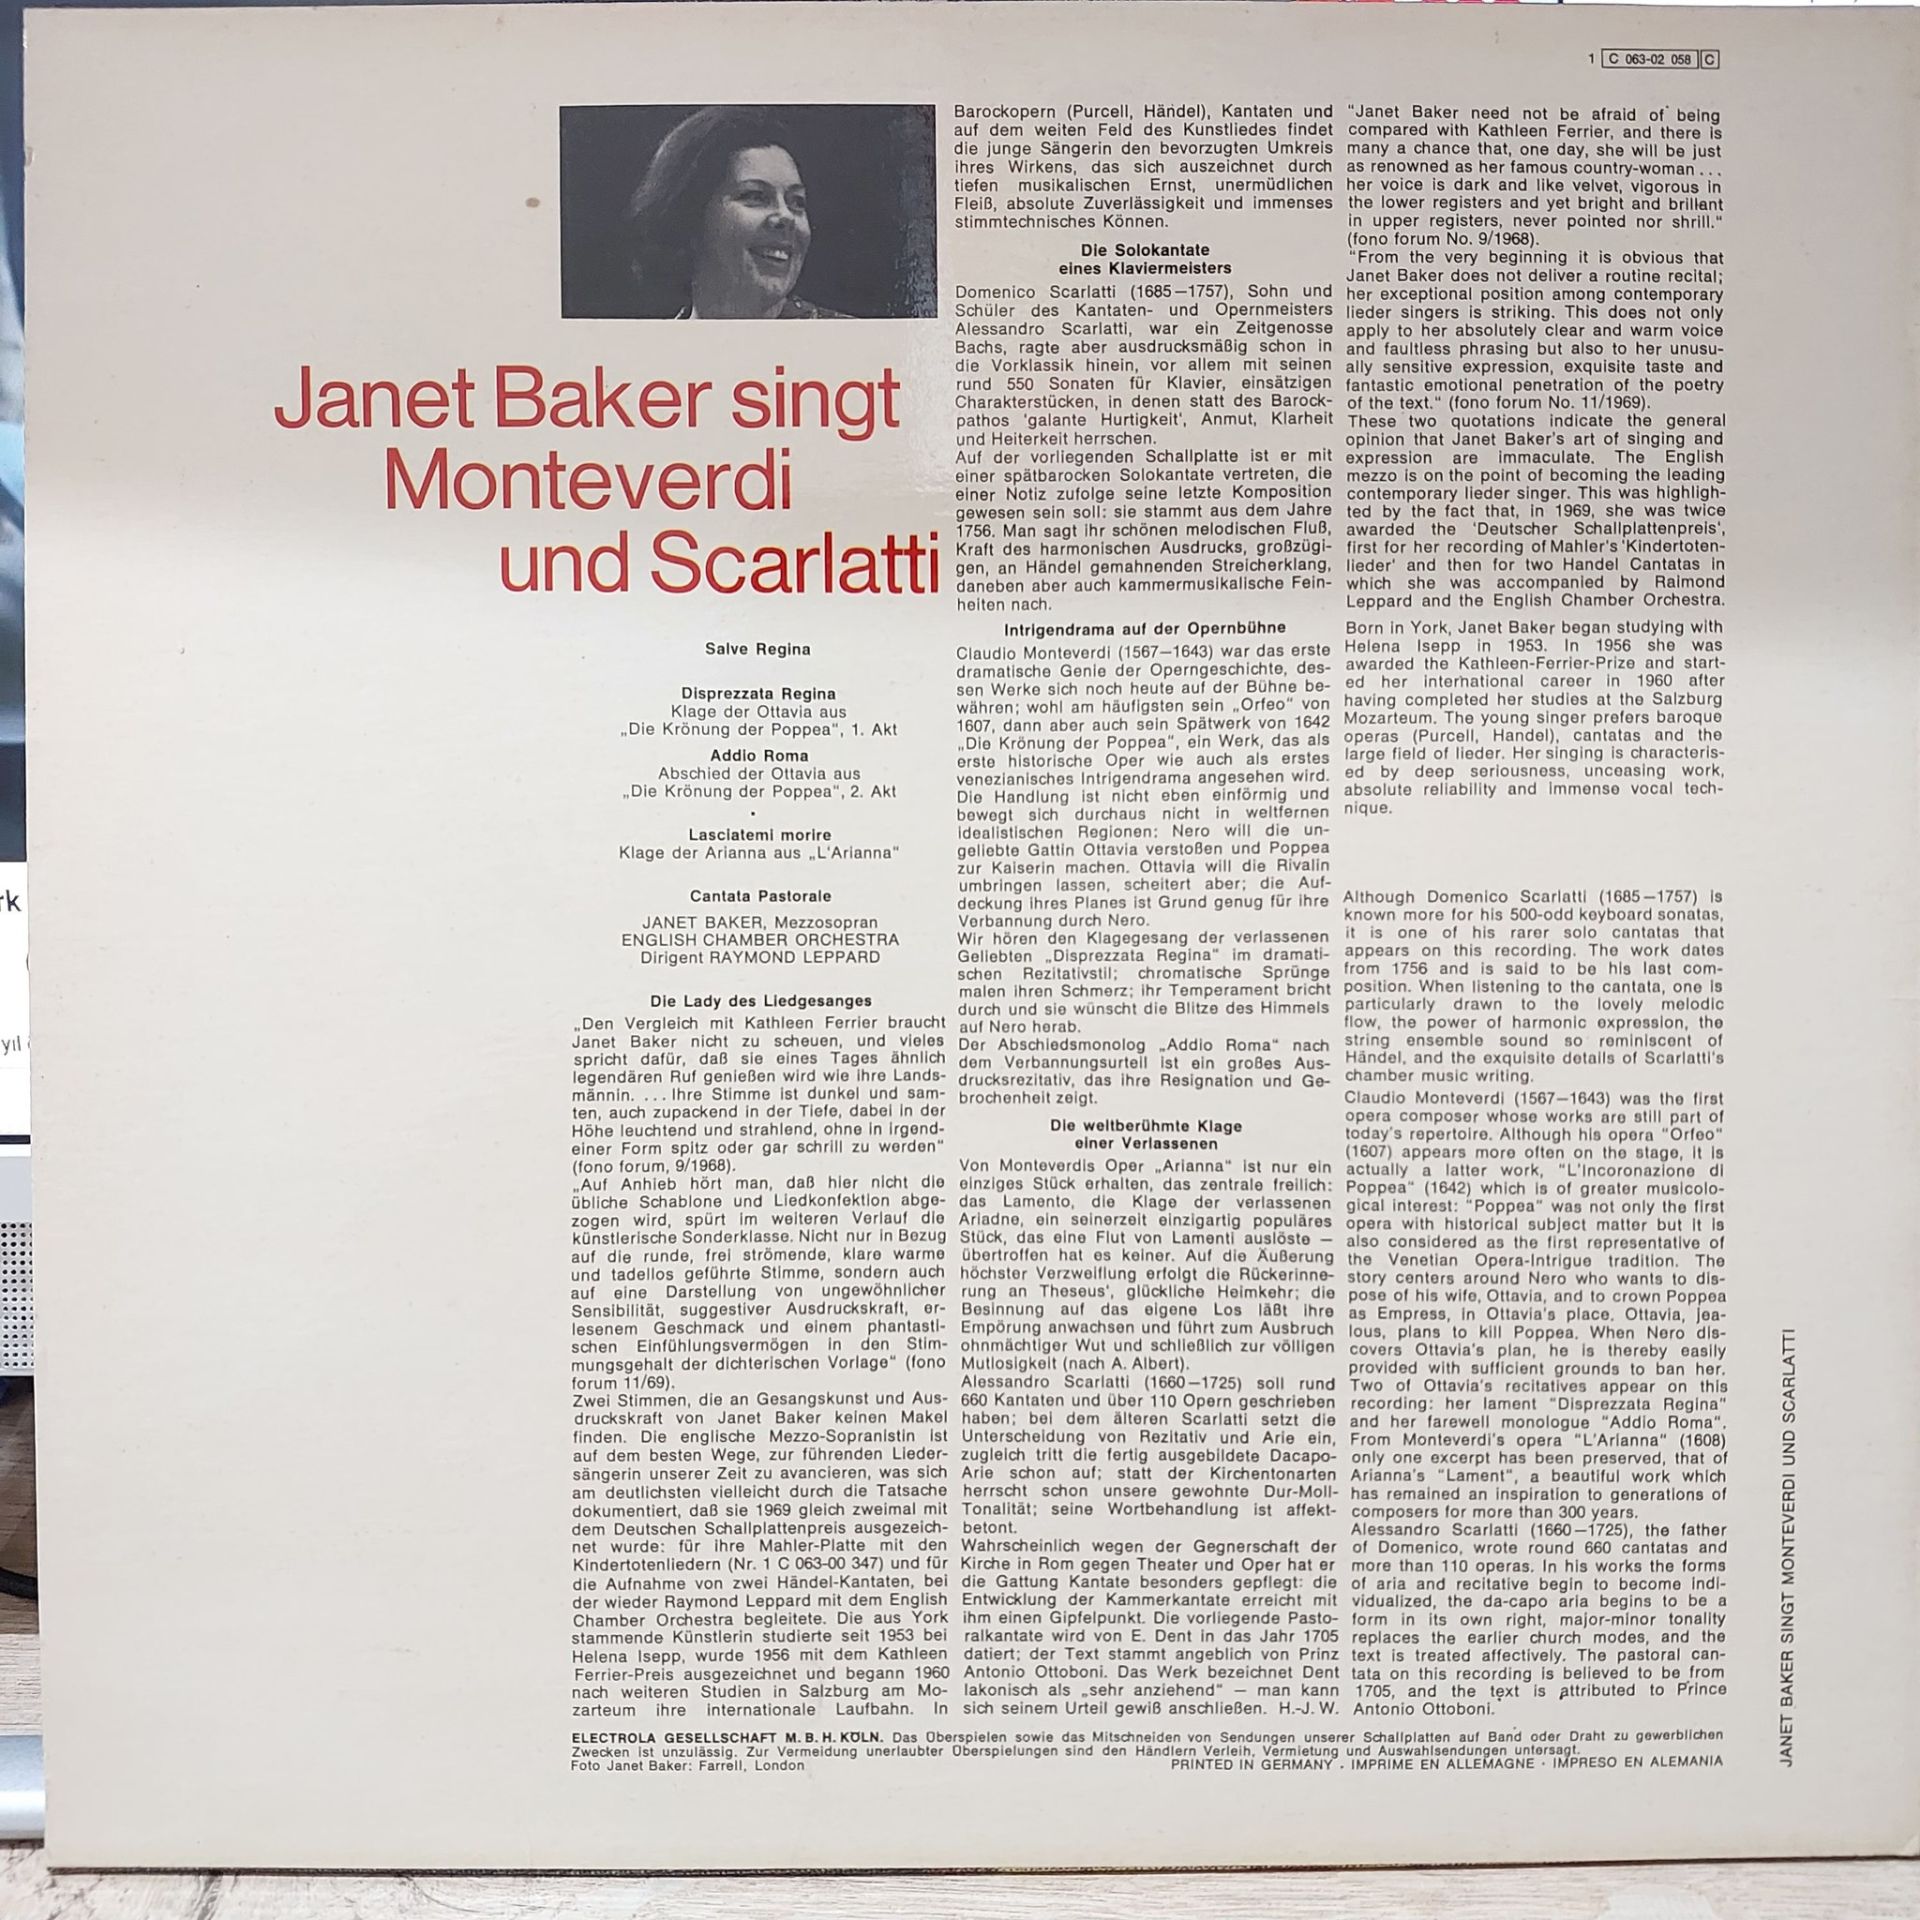 1 C 063-02 058 C
Janet Baker singt
Monteverdi
und Scarlatti
Salve Regina
Disprezzata Regina
Klage der Ottavia aus
„Die Krönung der Poppea“, 1. Akt
Addio Roma
Abschied der Ottavia aus
„Die Krönung der Poppea“, 2. Akt
Lasciatemi morire
Klage der Arianna aus „L'Arianna“
Cantata Pastorale
JANET BAKER, Mezzosopran
ENGLISH CHAMBER ORCHESTRA
Dirigent RAYMOND LEPPARD
Die Lady des Liedgesanges
„Den Vergleich mit Kathleen Ferrier braucht
Janet Baker nicht zu scheuen, und vieles
spricht dafür, daß sie eines Tages ähnlich
legendären Ruf genießen wird wie ihre Lands-
männin. ... Ihre Stimme ist dunkel und sam-
ten, auch zupackend in der Tiefe, dabei in der
Höhe leuchtend und strahlend, ohne in irgend-
einer Form spitz oder gar schrill zu werden“
(fono forum, 9/1968).
„Auf Anhieb hört man, daß hier nicht die
übliche Schablone und Liedkonfektion abge-
zogen wird, spürt im weiteren Verlauf die
künstlerische Sonderklasse. Nicht nur in Bezug
auf die runde, frei strömende, klare warme
und tadellos geführte Stimme, sondern auch
auf eine Darstellung von ungewöhnlicher
Sensibilität, suggestiver Ausdruckskraft, er-
lesenem Geschmack und einem phantasti-
schen Einfühlungsvermögen in den Stim-
mungsgehalt der dichterischen Vorlage“ (fono
forum 11/69).
Zwei Stimmen, die an Gesangskunst und Aus-
druckskraft von Janet Baker keinen Makel
finden. Die englische Mezzo-Sopranistin ist
auf dem besten Wege, zur führenden Lieder-
sängerin unserer Zeit zu avancieren, was sich
am deutlichsten vielleicht durch die Tatsache
dokumentiert, daß sie 1969 gleich zweimal mit
dem Deutschen Schallplattenpreis ausgezeich-
net wurde: für ihre Mahler-Platte mit den
Kindertotenliedern (Nr. 1 C 063-00 347) und für
die Aufnahme von zwei Händel-Kantaten, bei
der wieder Raymond Leppard mit dem English
Chamber Orchestra begleitete. Die aus York
stammende Künstlerin studierte seit 1953 bei
Helena Isepp, wurde 1956 mit dem Kathleen
Ferrier-Preis ausgezeichnet und begann 1960
nach weiteren Studien in Salzburg am Mo-
zarteum ihre internationale Laufbahn. In
Barockopern (Purcell, Händel), Kantaten und
auf dem weiten Feld des Kunstliedes findet
die junge Sängerin den bevorzugten Umkreis
ihres Wirkens, das sich auszeichnet durch
tiefen musikalischen Ernst, unermüdlichen
Fleiß, absolute Zuverlässigkeit und immenses
stimmtechnisches Können.
Die Solokantate
eines Klaviermeisters
Domenico Scarlatti (1685—1757), Sohn und
Schüler des Kantaten- und Opernmeisters
Alessandro Scarlatti, war ein Zeitgenosse
Bachs, ragte aber ausdrucksmäßig schon in
die Vorklassik hinein, vor allem mit seinen
rund 550 Sonaten für Klavier, einsätzigen
Charakterstücken, in denen statt des Barock-
pathos 'galante Hurtigkeit', Anmut, Klarheit
und Heiterkeit herrschen.
Auf der vorliegenden Schallplatte ist er mit
einer spätbarocken Solokantate vertreten, die
einer Notiz zufolge seine letzte Komposition
gewesen sein soll: sie stammt aus dem Jahre
1756. Man sagt ihr schönen melodischen Fluß,
Kraft des harmonischen Ausdrucks, großzügi-
gen, an Händel gemahnenden Streicherklang,
daneben aber auch kammermusikalische Fein-
heiten nach.
Intrigendrama auf der Opernbühne
Claudio Monteverdi (1567—1643) war das erste
dramatische Genie der Operngeschichte, des-
sen Werke sich noch heute auf der Bühne be-
währen; wohl am häufigsten sein „Orfeo“ von
1607, dann aber auch sein Spätwerk von 1642
„Die Krönung der Poppea“, ein Werk, das als
erste historische Oper wie auch als erstes
venezianisches Intrigendrama angesehen wird.
Die Handlung ist nicht eben einförmig und
bewegt sich durchaus nicht in weltfernen
idealistischen Regionen: Nero will die un-
geliebte Gattin Ottavia verstoßen und Poppea
zur Kaiserin machen. Ottavia will die Rivalin
umbringen lassen, scheitert aber; die Auf-
deckung ihres Planes ist Grund genug für ihre
Verbannung durch Nero.
Wir hören den Klagegesang der verlassenen
Geliebten „Disprezzata Regina“ im dramati-
schen Rezitativstil; chromatische Sprünge
malen ihren Schmerz; ihr Temperament bricht
durch und sie wünscht die Blitze des Himmels
auf Nero herab.
Der Abschiedsmonolog „Addio Roma“ nach
dem Verbannungsurteil ist ein großes Aus-
drucksrezitativ, das ihre Resignation und Ge-
brochenheit zeigt.
Die weltberühmte Klage
einer Verlassenen
Von Monteverdis Oper „Arianna“ ist nur ein
einziges Stück erhalten, das zentrale freilich:
das Lamento, die Klage der verlassenen
Ariadne, ein seinerzeit einzigartig populäres
Stück, das eine Flut von Lamenti auslöste —
übertroffen hat es keiner. Auf die Äußerung
höchster Verzweiflung erfolgt die Rückerinne-
rung an Theseus', glückliche Heimkehr; die
Besinnung auf das eigene Los läßt ihre
Empörung anwachsen und führt zum Ausbruch
ohnmächtiger Wut und schließlich zur völligen
Mutlosigkeit (nach A. Albert).
Alessandro Scarlatti (1660—1725) soll rund
660 Kantaten und über 110 Opern geschrieben
haben; bei dem älteren Scarlatti setzt die
Unterscheidung von Rezitativ und Arie ein,
zugleich tritt die fertig ausgebildete Dacapo-
Arie schon auf; statt der Kirchentonarten
herrscht schon unsere gewohnte Dur-Moll-
Tonalität; seine Wortbehandlung ist affekt-
betont.
Wahrscheinlich wegen der Gegnerschaft der
Kirche in Rom gegen Theater und Oper hat er
die Gattung Kantate besonders gepflegt: die
Entwicklung der Kammerkantate erreicht mit
ihm einen Gipfelpunkt. Die vorliegende Pasto-
ralkantate wird von E. Dent in das Jahr 1705
datiert; der Text stammt angeblich von Prinz
Antonio Ottoboni. Das Werk bezeichnet Dent
lakonisch als „sehr anziehend“ — man kann
sich seinem Urteil gewiß anschließen. H.-J. W.
“Janet Baker need not be afraid of being
compared with Kathleen Ferrier, and there is
many a chance that, one day, she will be just
as renowned as her famous country-woman ...
her voice is dark and like velvet, vigorous in
the lower registers and yet bright and brillant
in upper registers, never pointed nor shrill.“
(fono forum No. 9/1968).
“From the very beginning it is obvious that
Janet Baker does not deliver a routine recital;
her exceptional position among contemporary
lieder singers is striking. This does not only
apply to her absolutely clear and warm voice
and faultless phrasing but also to her unusu-
ally sensitive expression, exquisite taste and
fantastic emotional penetration of the poetry
of the text.“ (fono forum No. 11/1969).
These two quotations indicate the general
opinion that Janet Baker's art of singing and
expression are immaculate. The English
mezzo is on the point of becoming the leading
contemporary lieder singer. This was highligh-
ted by the fact that, in 1969, she was twice
awarded the 'Deutscher Schallplattenpreis',
first for her recording of Mahler's 'Kindertoten-
lieder' and then for two Handel Cantatas in
which she was accompanied by Raimond
Leppard and the English Chamber Orchestra.
Born in York, Janet Baker began studying with
Helena Isepp in 1953. In 1956 she was
awarded the Kathleen-Ferrier-Prize and start-
ed her international career in 1960 after
having completed her studies at the Salzburg
Mozarteum. The young singer prefers baroque
operas (Purcell, Handel), cantatas and the
large field of lieder. Her singing is characteris-
ed by deep seriousness, unceasing work,
absolute reliability and immense vocal tech-
nique.
Although Domenico Scarlatti (1685—1757) is
known more for his 500-odd keyboard sonatas,
it is one of his rarer solo cantatas that
appears on this recording. The work dates
from 1756 and is said to be his last com-
position. When listening to the cantata, one is
particularly drawn to the lovely melodic
flow, the power of harmonic expression, the
string ensemble sound so reminiscent of
Händel, and the exquisite details of Scarlatti's
chamber music writing.
Claudio Monteverdi (1567—1643) was the first
opera composer whose works are still part of
today's repertoire. Although his opera “Orfeo“
(1607) appears more often on the stage, it is
actually a latter work, “L'Incoronazione di
Poppea“ (1642) which is of greater musicolo-
gical interest: “Poppea“ was not only the first
opera with historical subject matter but it is
also considered as the first representative of
the Venetian Opera-Intrigue tradition. The
story centers around Nero who wants to dis-
pose of his wife, Ottavia, and to crown Poppea
as Empress, in Ottavia's place. Ottavia, jea-
lous, plans to kill Poppea. When Nero dis-
covers Ottavia's plan, he is thereby easily
provided with sufficient grounds to ban her.
Two of Ottavia's recitatives appear on this
recording: her lament “Disprezzata Regina“
and her farewell monologue “Addio Roma“.
From Monteverdi's opera “L'Arianna“ (1608)
only one excerpt has been preserved, that of
Arianna's “Lament“, a beautiful work which
has remained an inspiration to generations of
composers for more than 300 years.
Alessandro Scarlatti (1660—1725), the father
of Domenico, wrote round 660 cantatas and
more than 110 operas. In his works the forms
of aria and recitative begin to become indi-
vidualized, the da-capo aria begins to be a
form in its own right, major-minor tonality
replaces the earlier church modes, and the
text is treated affectively. The pastoral can-
tata on this recording is believed to be from
1705, and the text is attributed to Prince
Antonio Ottoboni.
ELECTROLA GESELLSCHAFT M. B. H. KÖLN. Das Überspielen sowie das Mitschneiden von Sendungen unserer Schallplatten auf Band oder Draht zu gewerblichen
Zwecken ist unzulässig. Zur Vermeidung unerlaubter Überspielungen sind den Händlern Verleih, Vermietung und Auswahlsendungen untersagt.
Foto Janet Baker: Farrell, London
PRINTED IN GERMANY · IMPRIME EN ALLEMAGNE · IMPRESO EN ALEMANIA
JANET BAKER SINGT MONTEVERDI UND SCARLATTI
rk
yıl